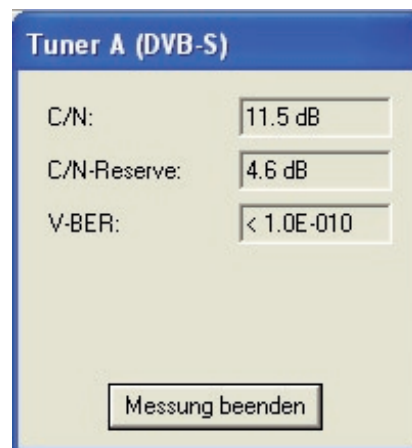 Tuner A (DVB-S)
C/N: 11.5 dB
C/N-Reserve: 4.6 dB
V-BER: < 1.0E-010
Messung beenden